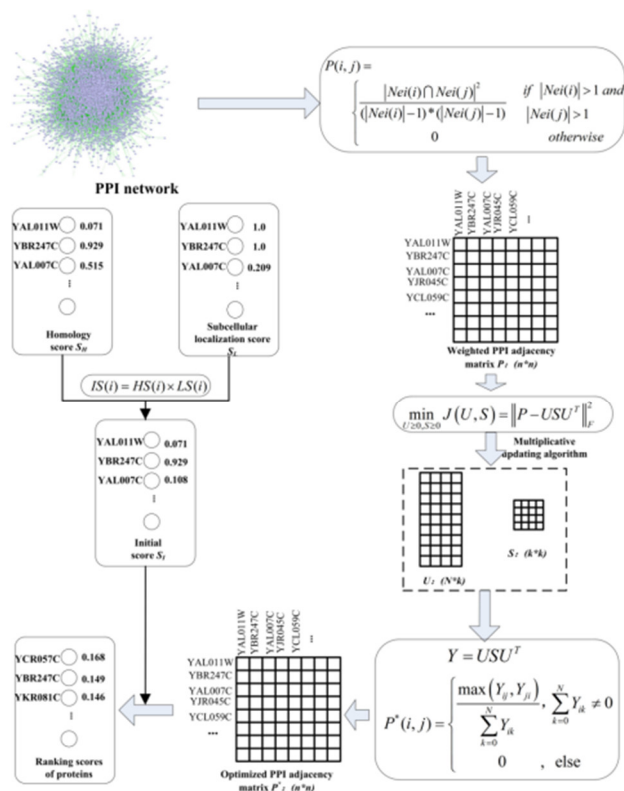 P(i, j) =
|Nei(i)∩Nei(j)|² / (|Nei(i)|−1)*(|Nei(j)|−1) if |Nei(i)|>1 and |Nei(j)|>1
0 otherwise
PPI network
YAL011W YBR247C YAL007C YJR045C YCL059C ...
YAL011W
YBR247C
YAL007C
YJR045C
YCL059C
...
Weighted PPI adjacency
matrix P: (n*n)
YAL011W 0.071
YBR247C 0.929
YAL007C 0.515
...
Homology
score S_H
YAL011W 1.0
YBR247C 1.0
YAL007C 0.209
...
Subcellular
localization score
S_L
IS(i) = HS(i) × LS(i)
min U≥0,S≥0 J(U, S) = ‖P − USU^T‖²_F
Multiplicative
updating algorithm
YAL011W 0.071
YBR247C 0.929
YAL007C 0.108
...
Initial
score S_I
U: (N*k)
S: (k*k)
Y = USU^T
P*(i, j) = max(Y_ij, Y_ji) / ∑_{k=0}^{N} Y_ik , ∑_{k=0}^{N} Y_ik ≠ 0
0 , else
YAL011W YBR247C YAL007C YJR045C YCL059C ...
YAL011W
YBR247C
YAL007C
YJR045C
YCL059C
...
Optimized PPI adjacency
matrix P*: (n*n)
YCR057C 0.168
YBR247C 0.149
YKR081C 0.146
...
Ranking scores
of proteins